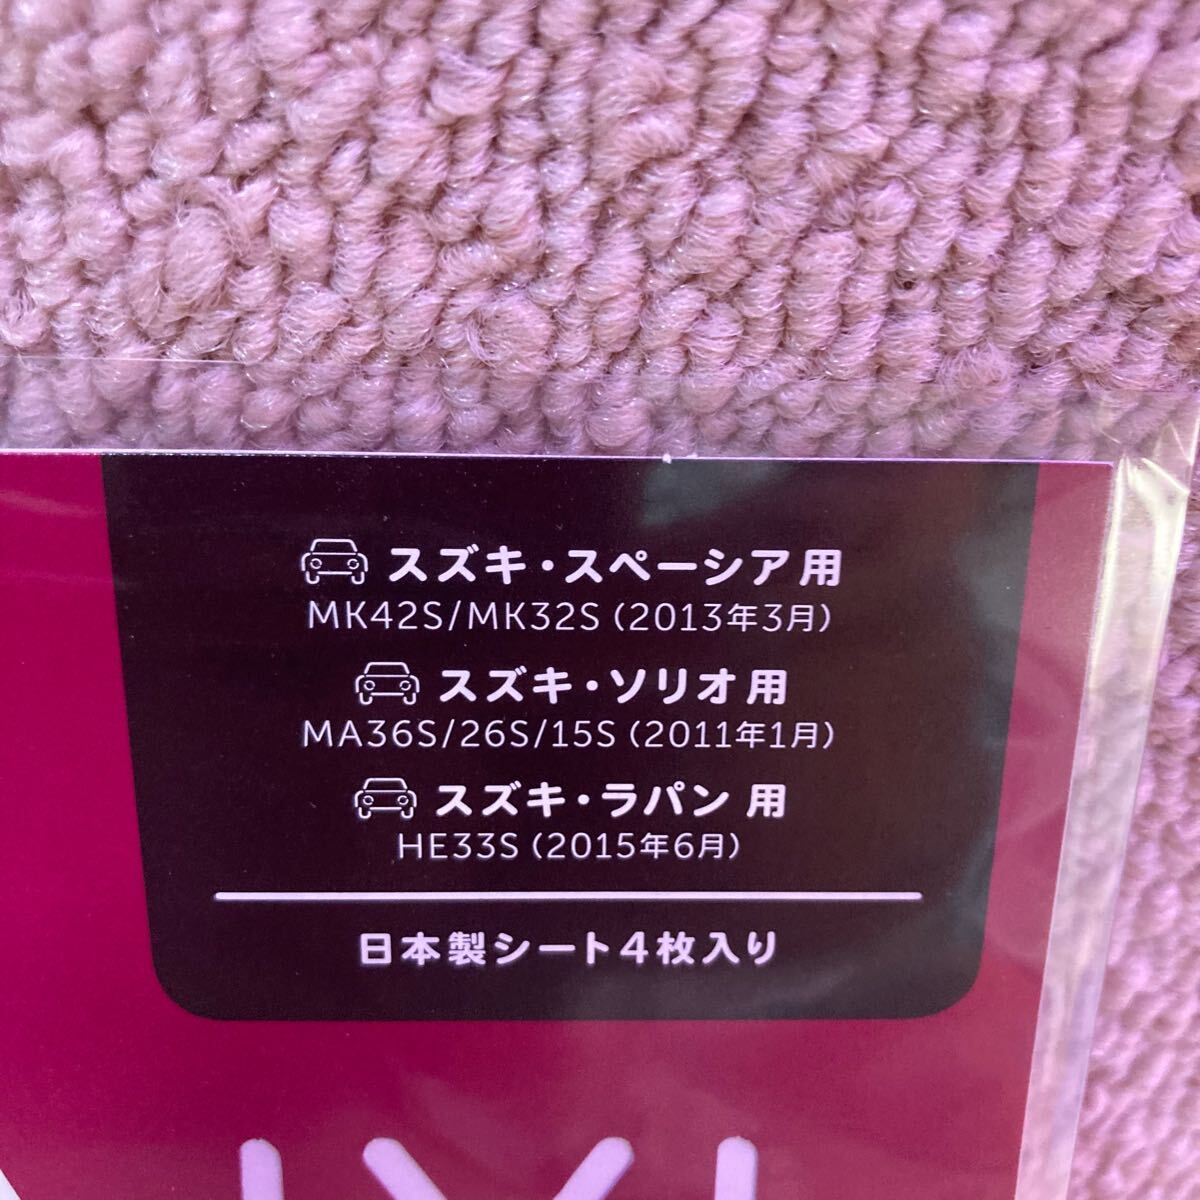 スズキ・スペーシア用
MK42S/MK32S（2013年3月）
スズキ・ソリオ用
MA36S/26S/15S（2011年1月）
スズキ・ラパン用
HE33S（2015年6月）
日本製シート4枚入り